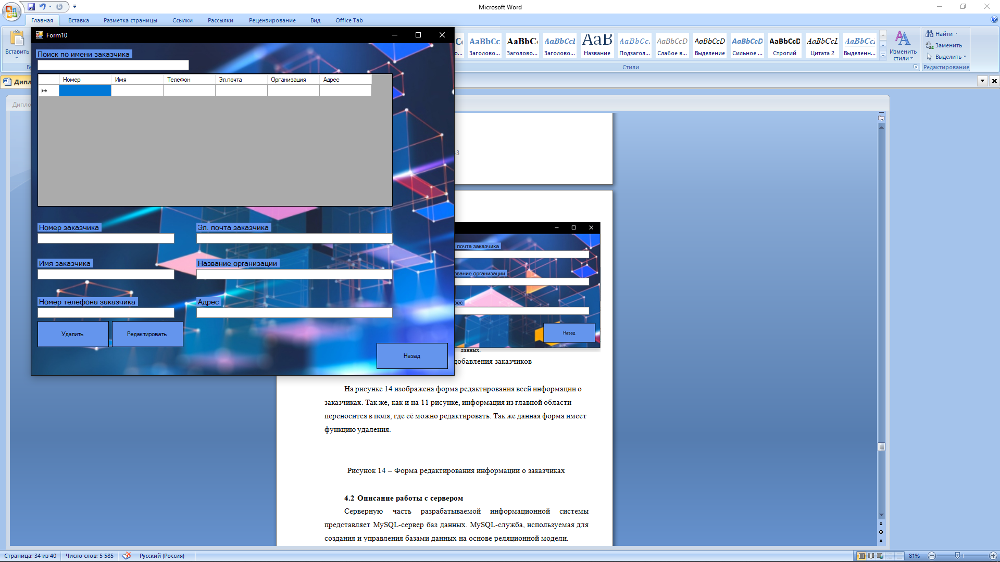 Microsoft Word
Главная Вставка Разметка страницы Ссылки Рассылки Рецензирование Вид Office Tab
Вставить
AaBbCc AaBbC AaBbCcI AaB AaBbCc. AaBbCcD AaBbCcD AaBbCcD AaBbCcD AaBbCcI AaBbCcI
Заголово... Заголово... Заголово... Название Подзагол... Слабое в... Выделение Сильное ... Строгий Цитата 2 Выделенн...
Изменить стили
Найти
Заменить
Выделить
Стили
Редактирование
Form10
Поиск по имени заказчика
Номер Имя Телефон Эл.почта Организация Адрес
Номер заказчика
Эл. почта заказчика
Имя заказчика
Название организации
Номер телефона заказчика
Адрес
Удалить
Редактировать
Назад
Дипл
Дипло
33
почта заказчика
звание организации
рес
Назад
данных.
добавления заказчиков
На рисунке 14 изображена форма редактирования всей информации о
заказчиках. Так же, как и на 11 рисунке, информация из главной области
переносится в поля, где её можно редактировать. Так же данная форма имеет
функцию удаления.
Рисунок 14 – Форма редактирования информации о заказчиках
4.2 Описание работы с сервером
Серверную часть разрабатываемой информационной системы
представляет MySQL-сервер баз данных. MySQL-служба, используемая для
создания и управления базами данных на основе реляционной модели.
Страница: 34 из 40 Число слов: 5 585 Русский (Россия) 81%